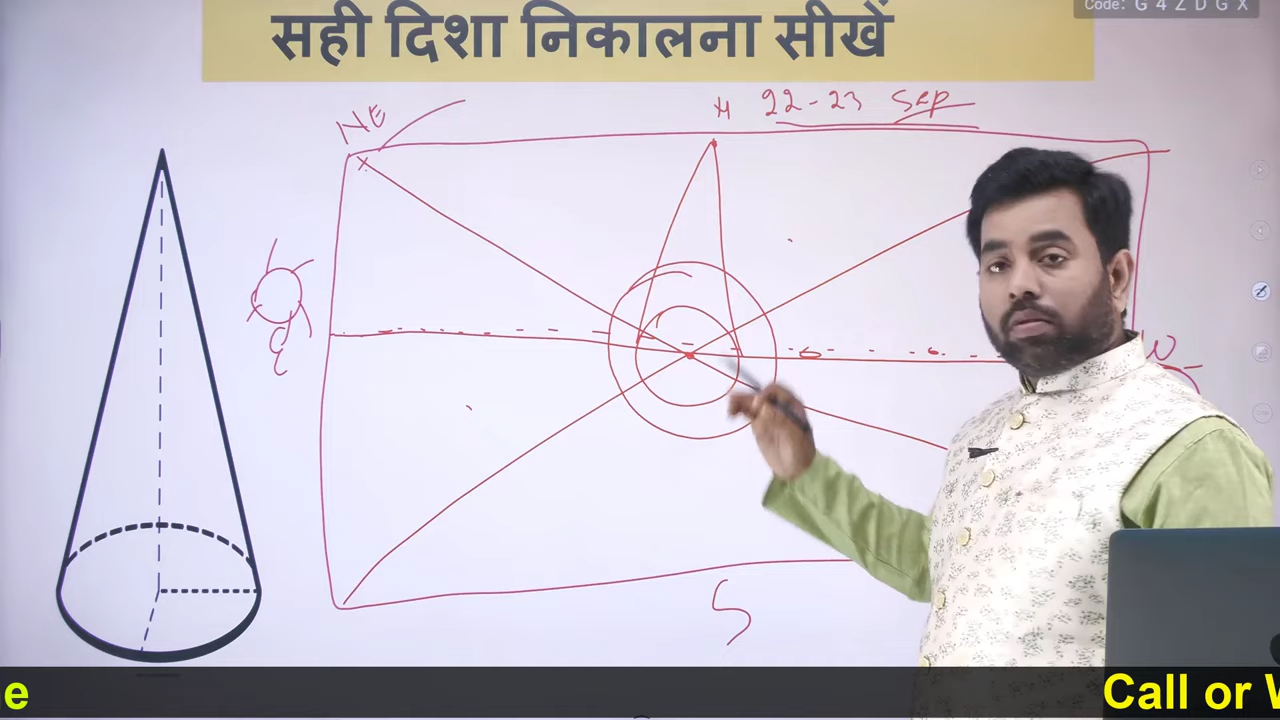 Code: G 4 Z D G X
सही दिशा निकालना सीखें
NE
N 22-23 Sep
E
W
S
e
Call or W